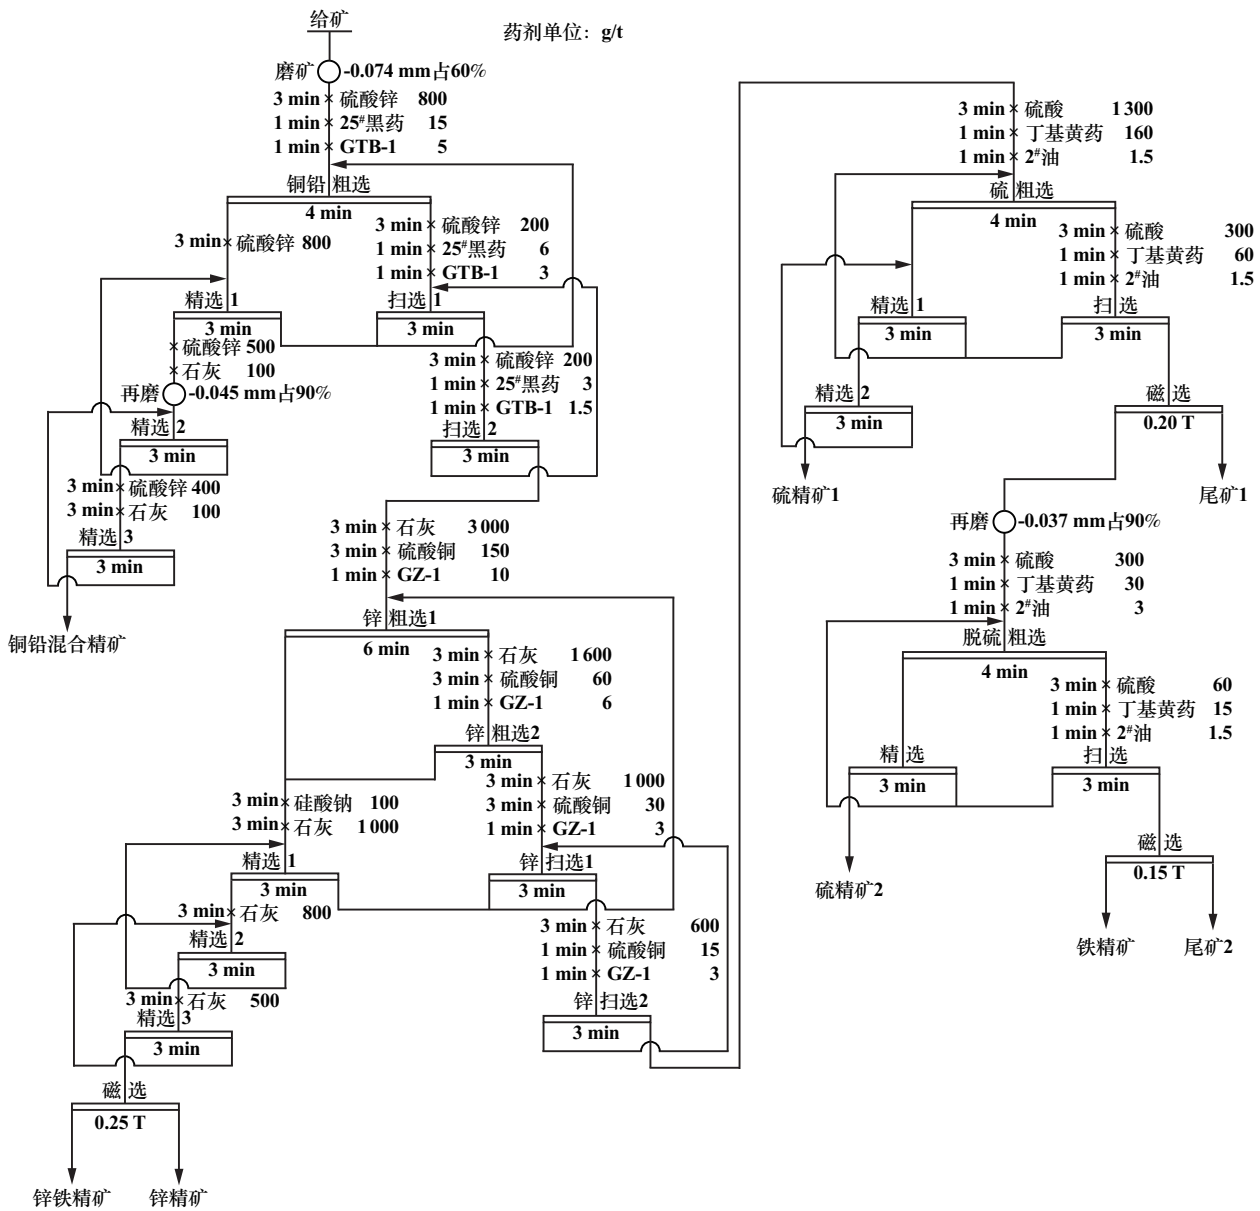 给矿
药剂单位：g/t
磨矿 -0.074 mm占60%
3 min 硫酸锌 800
1 min 25#黑药 15
1 min GTB-1 5
铜铅 粗选
4 min
3 min 硫酸锌 800
3 min 硫酸锌 200
1 min 25#黑药 6
1 min GTB-1 3
精选 1
3 min
扫选 1
3 min
硫酸锌 500
石灰 100
再磨 -0.045 mm占90%
3 min 硫酸锌 200
1 min 25#黑药 3
1 min GTB-1 1.5
精选 2
3 min
扫选 2
3 min
3 min 硫酸锌 400
3 min 石灰 100
精选 3
3 min
铜铅混合精矿
3 min 石灰 3 000
3 min 硫酸铜 150
1 min GZ-1 10
锌 粗选1
6 min
3 min 石灰 1 600
3 min 硫酸铜 60
1 min GZ-1 6
锌 粗选2
3 min
3 min 硅酸钠 100
3 min 石灰 1 000
3 min 石灰 1 000
3 min 硫酸铜 30
1 min GZ-1 3
精选 1
3 min
锌 扫选1
3 min
3 min 石灰 800
精选 2
3 min
3 min 石灰 600
1 min 硫酸铜 15
1 min GZ-1 3
3 min 石灰 500
精选 3
3 min
锌 扫选2
3 min
磁 选
0.25 T
锌铁精矿
锌精矿
3 min 硫酸 1 300
1 min 丁基黄药 160
1 min 2#油 1.5
硫 粗选
4 min
3 min 硫酸 300
1 min 丁基黄药 60
1 min 2#油 1.5
精选 1
3 min
扫 选
3 min
精选 2
3 min
磁 选
0.20 T
硫精矿1
尾矿1
再磨 -0.037 mm占90%
3 min 硫酸 300
1 min 丁基黄药 30
1 min 2#油 3
脱硫 粗选
4 min
3 min 硫酸 60
1 min 丁基黄药 15
1 min 2#油 1.5
精 选
3 min
扫 选
3 min
磁 选
0.15 T
硫精矿2
铁精矿
尾矿2